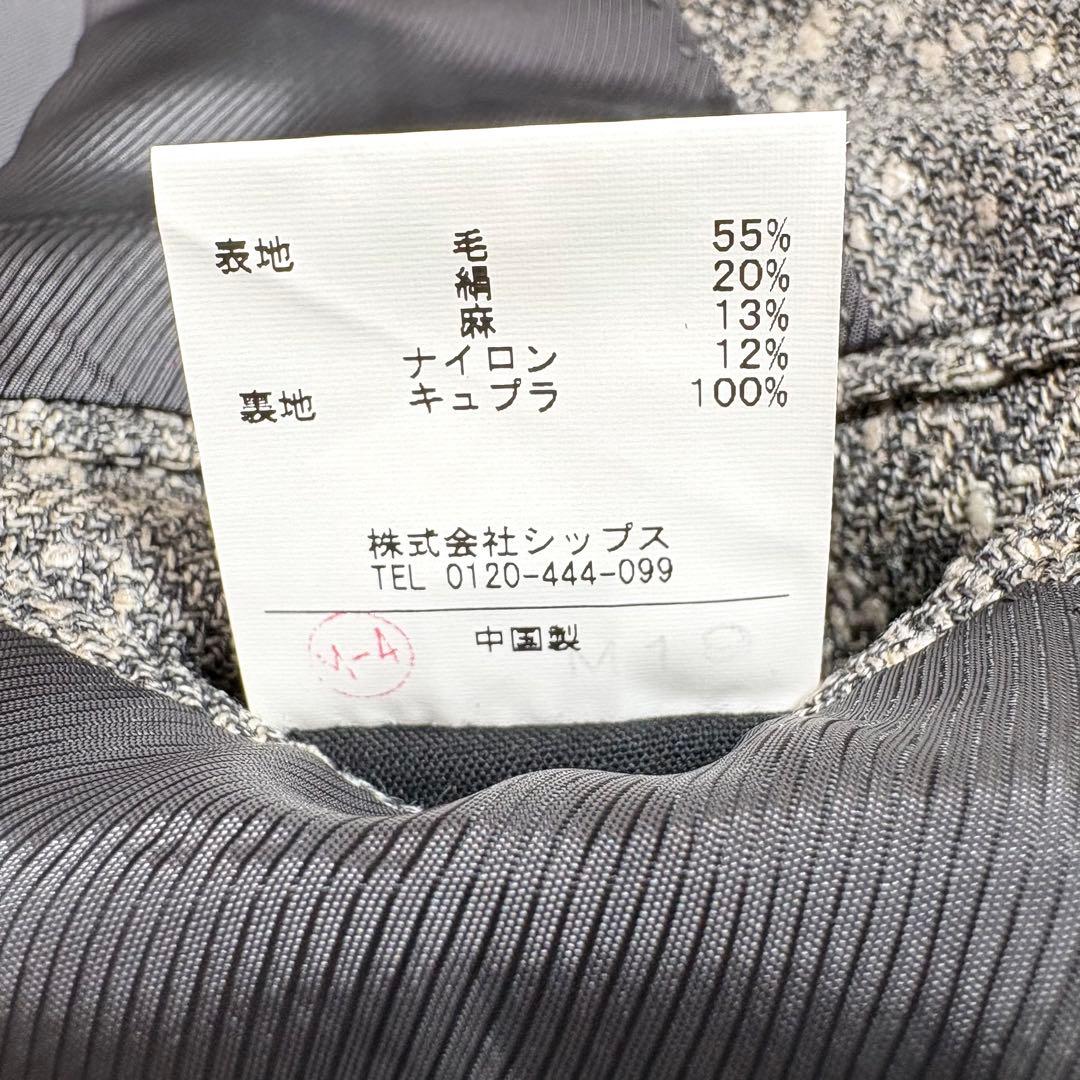 表地 毛 55%
絹 20%
麻 13%
ナイロン 12%
裏地 キュプラ 100%
株式会社シップス
TEL 0120-444-099
中国製